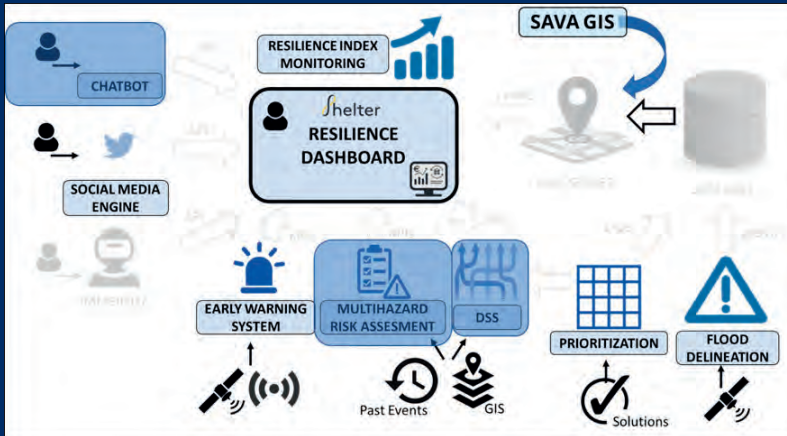 SAVA GIS
RESILIENCE INDEX
MONITORING
CHATBOT
Shelter
RESILIENCE
DASHBOARD
SOCIAL MEDIA
ENGINE
EARLY WARNING
SYSTEM
MULTIHAZARD
RISK ASSESMENT
DSS
PRIORITIZATION
FLOOD
DELINEATION
Past Events
GIS
Solutions